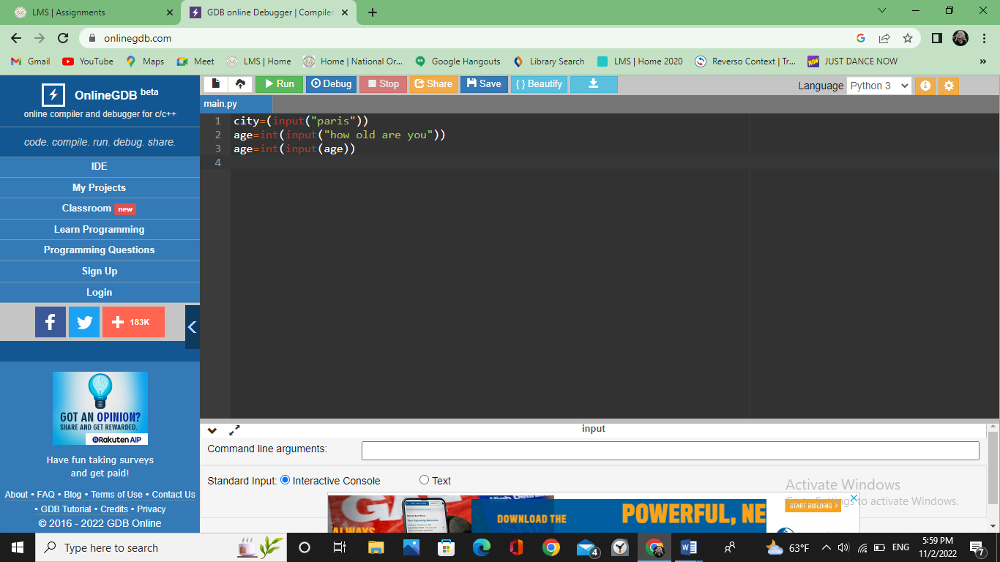 LMS | Assignments
GDB online Debugger | Compiler
onlinegdb.com
Gmail YouTube Maps Meet LMS | Home Home | National Or... Google Hangouts Library Search LMS | Home 2020 Reverso Context | Tr... NOW JUST DANCE NOW »
OnlineGDB beta
online compiler and debugger for c/c++
code. compile. run. debug. share.
IDE
My Projects
Classroom new
Learn Programming
Programming Questions
Sign Up
Login
183K
GOT AN OPINION?
SHARE AND GET REWARDED.
Rakuten AIP
Have fun taking surveys
and get paid!
About • FAQ • Blog • Terms of Use • Contact Us
• GDB Tutorial • Credits • Privacy
© 2016 - 2022 GDB Online
Run Debug Stop Share Save { } Beautify
Language Python 3
main.py
1 city=(input("paris"))
2 age=int(input("how old are you"))
3 age=int(input(age))
4
input
Command line arguments:
Standard Input: Interactive Console Text
Activate Windows
Go to Settings to activate Windows.
ALWAYS
DOWNLOAD THE
POWERFUL, NE
START BUILDING
Type here to search
4
63°F
ENG
5:59 PM
11/2/2022
7